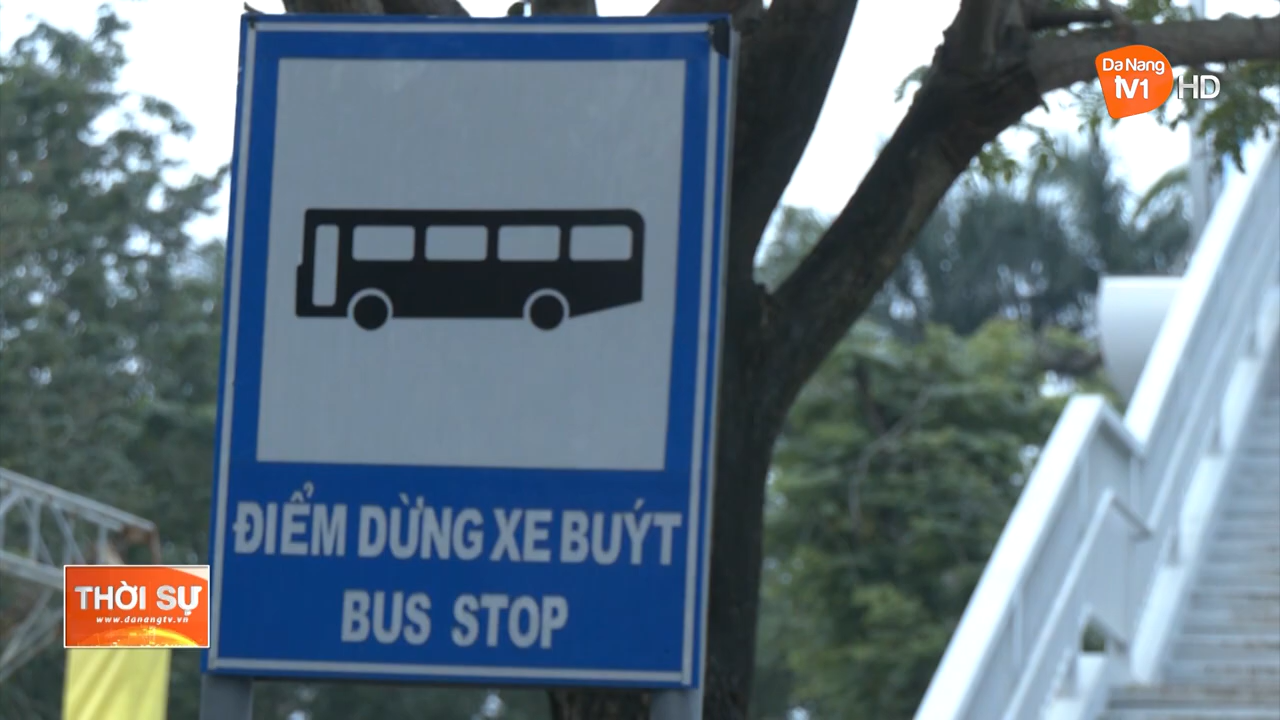 Da Nang
TV1 HD
ĐIỂM DỪNG XE BUÝT
BUS STOP
THỜI SỰ
www.danangtv.vn